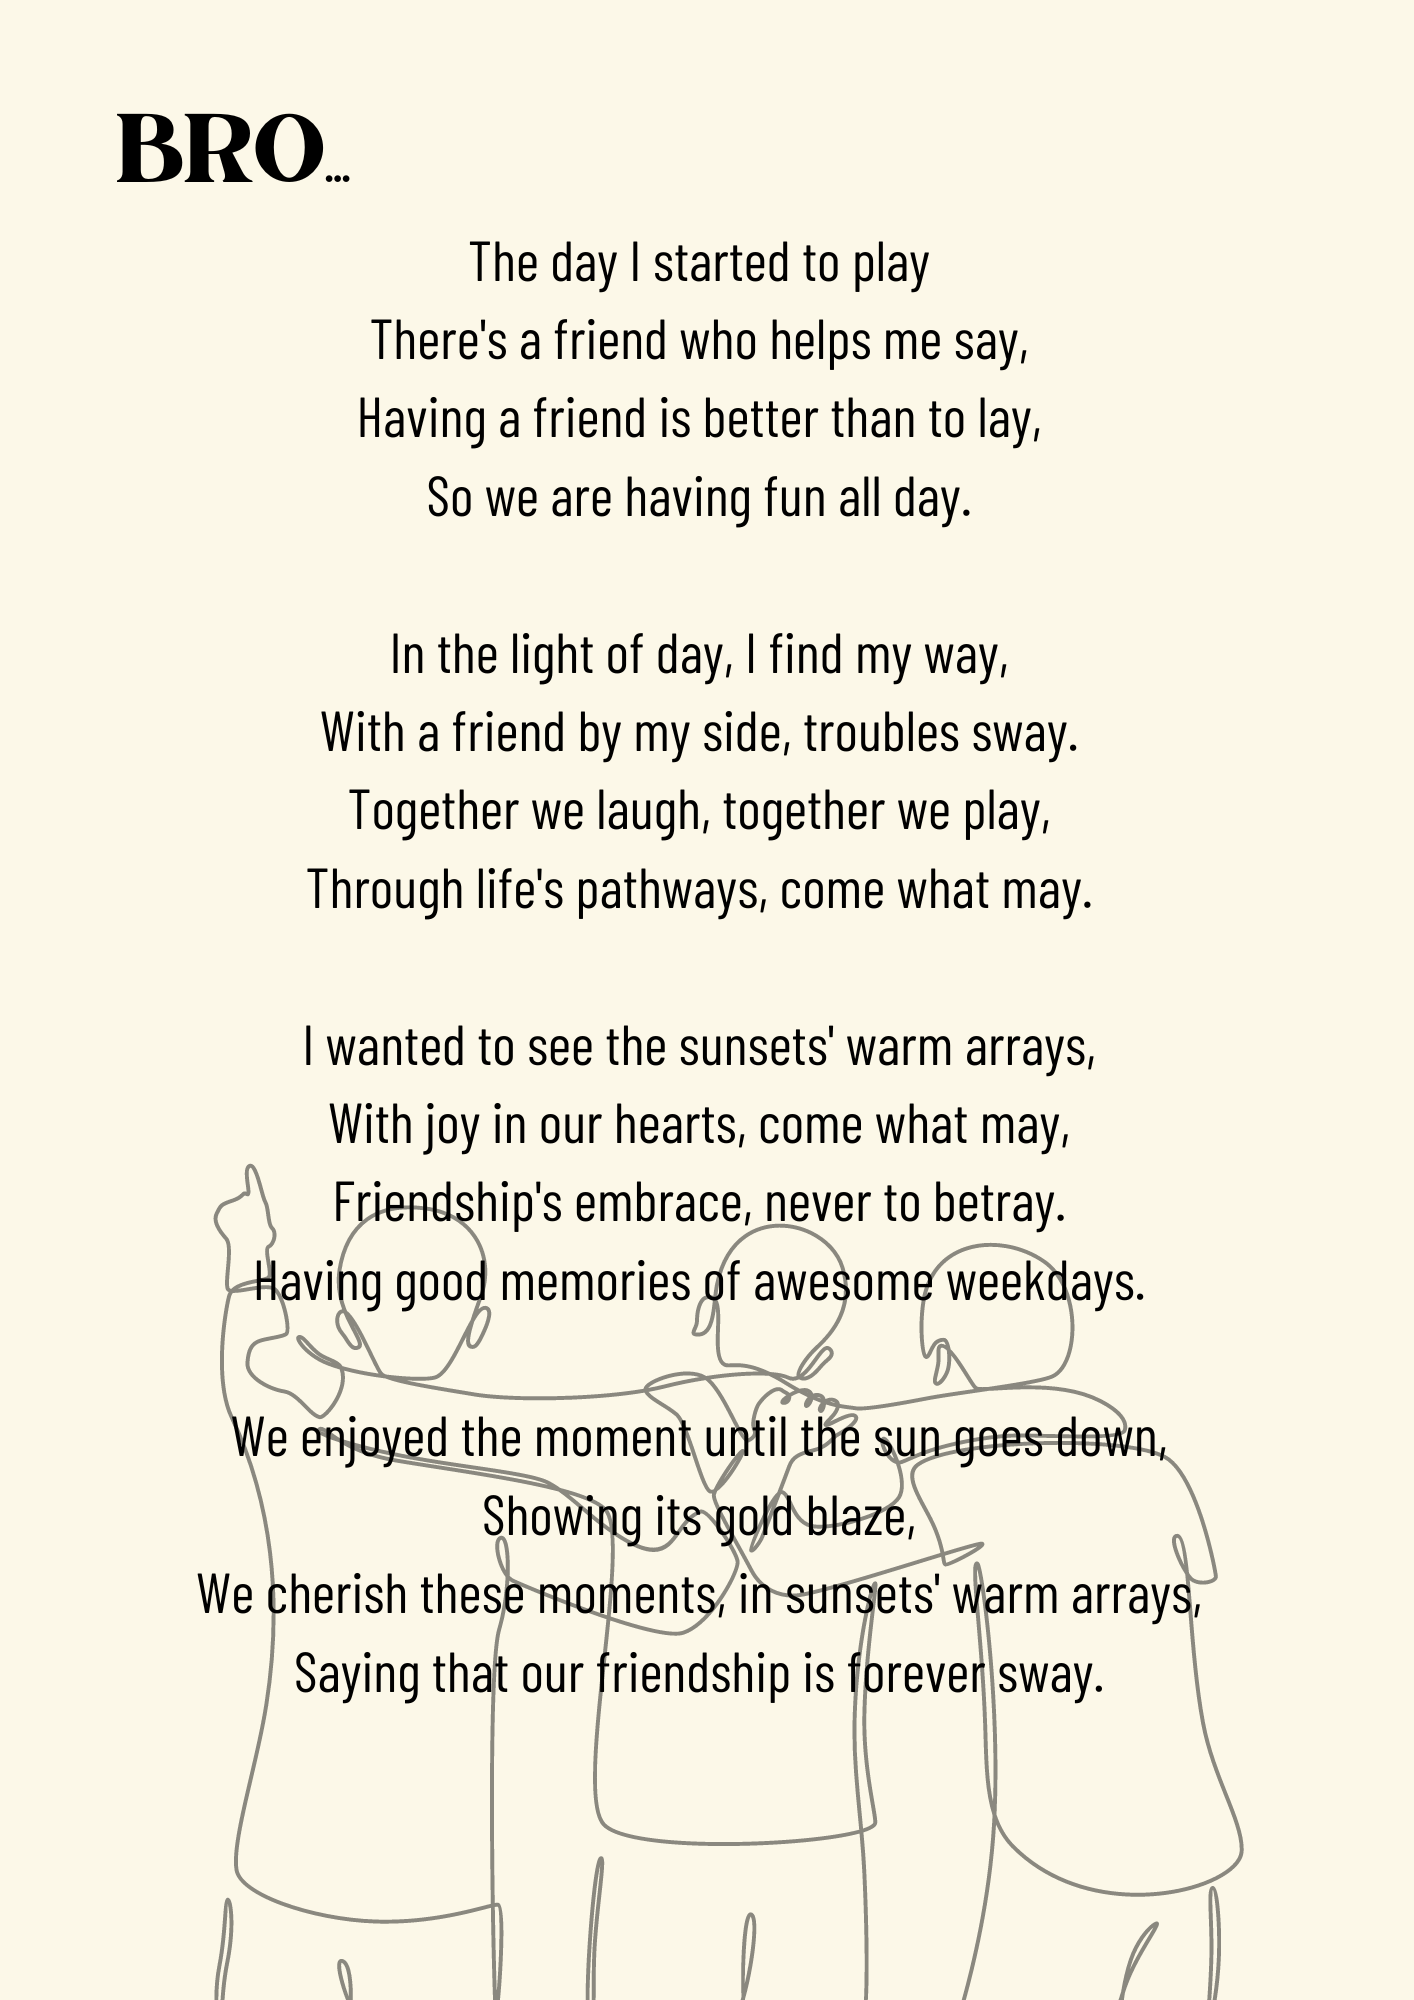 BRO...
The day I started to play
There's a friend who helps me say,
Having a friend is better than to lay,
So we are having fun all day.
In the light of day, I find my way,
With a friend by my side, troubles sway.
Together we laugh, together we play,
Through life's pathways, come what may.
I wanted to see the sunsets' warm arrays,
With joy in our hearts, come what may,
Friendship's embrace, never to betray.
Having good memories of awesome weekdays.
We enjoyed the moment until the sun goes down,
Showing its gold blaze,
We cherish these moments, in sunsets' warm arrays,
Saying that our friendship is forever sway.